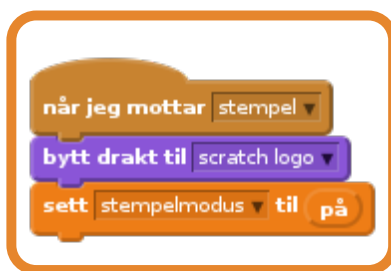 når jeg mottar stempel
bytt drakt til scratch logo
sett stempelmodus til på